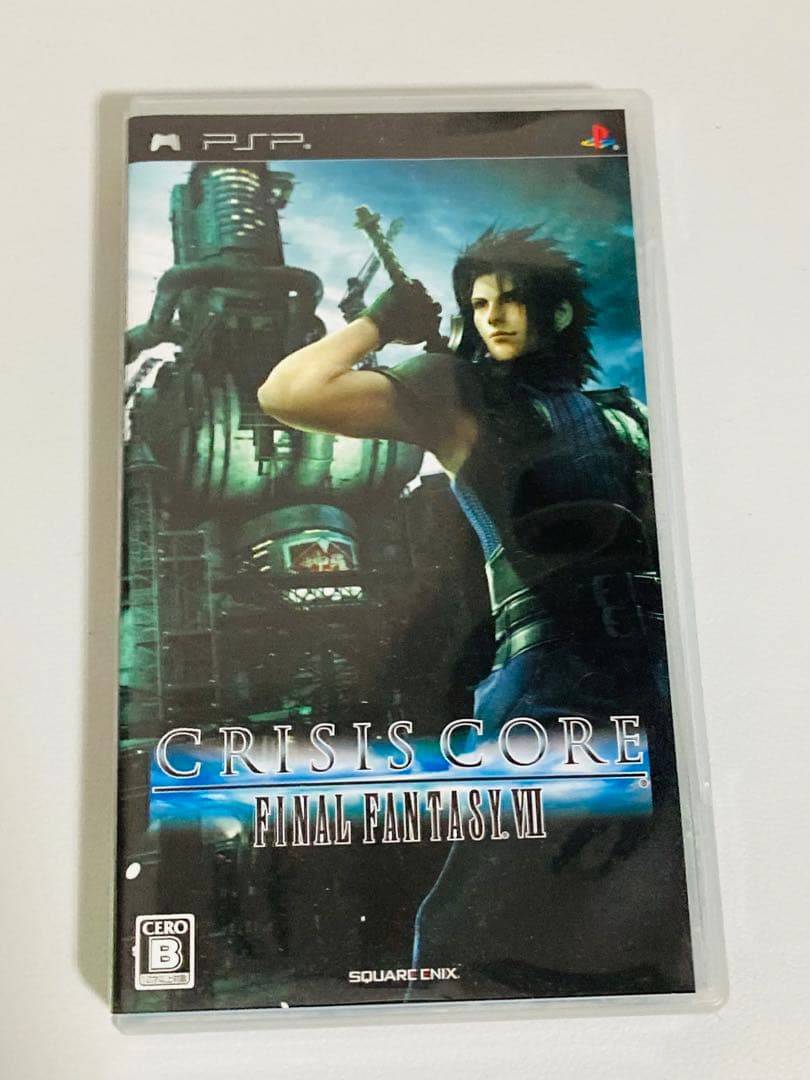 PSP®
CRISIS CORE
FINAL FANTASY® VII
CERO
B
SQUARE ENIX